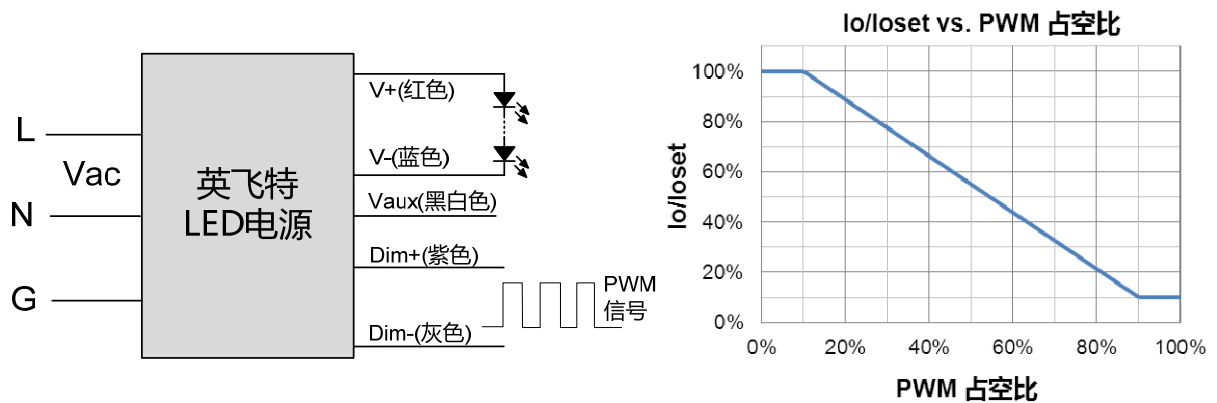 L
Vac
N
G
英飞特
LED电源
V+(红色)
V-(蓝色)
Vaux(黑白色)
Dim+(紫色)
PWM
信号
Dim-(灰色)
Io/Ioset vs. PWM 占空比
Io/Ioset
100%
80%
60%
40%
20%
0%
0% 20% 40% 60% 80% 100%
PWM 占空比